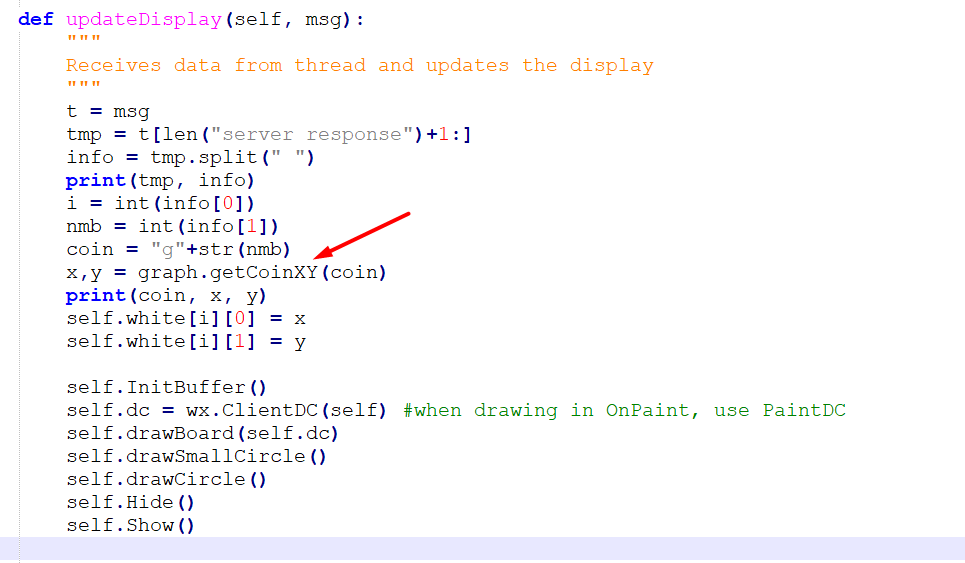 def updateDisplay(self, msg):
    """
    Receives data from thread and updates the display
    """
    t = msg
    tmp = t[len("server response")+1:]
    info = tmp.split(" ")
    print(tmp, info)
    i = int(info[0])
    nmb = int(info[1])
    coin = "g"+str(nmb)
    x,y = graph.getCoinXY(coin)
    print(coin, x, y)
    self.white[i][0] = x
    self.white[i][1] = y

    self.InitBuffer()
    self.dc = wx.ClientDC(self) #when drawing in OnPaint, use PaintDC
    self.drawBoard(self.dc)
    self.drawSmallCircle()
    self.drawCircle()
    self.Hide()
    self.Show()